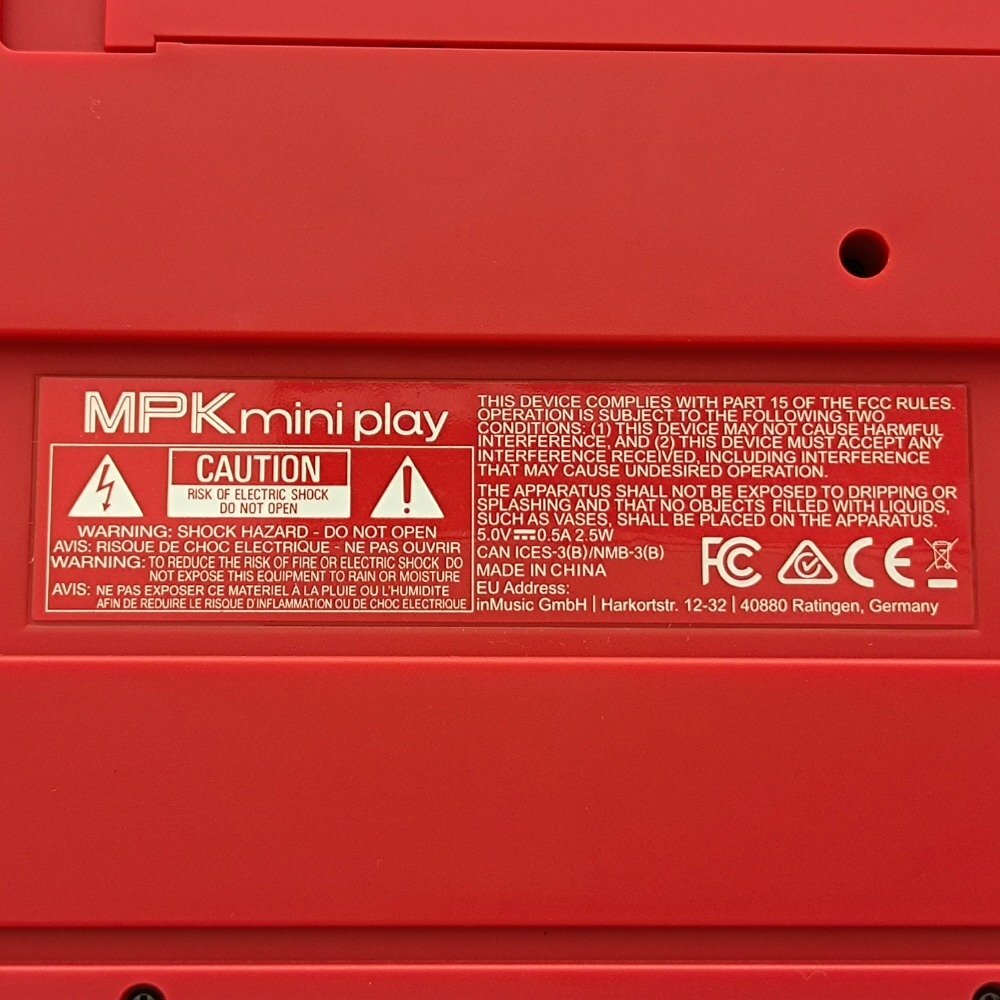 MPK mini play
CAUTION
RISK OF ELECTRIC SHOCK
DO NOT OPEN
WARNING: SHOCK HAZARD - DO NOT OPEN
AVIS: RISQUE DE CHOC ELECTRIQUE - NE PAS OUVRIR
WARNING: TO REDUCE THE RISK OF FIRE OR ELECTRIC SHOCK DO
NOT EXPOSE THIS EQUIPMENT TO RAIN OR MOISTURE
AVIS: NE PAS EXPOSER CE MATERIEL À LA PLUIE OU L'HUMIDITE
AFIN DE REDUIRE LE RISQUE D'INFLAMMATION OU DE CHOC ELECTRIQUE
THIS DEVICE COMPLIES WITH PART 15 OF THE FCC RULES.
OPERATION IS SUBJECT TO THE FOLLOWING TWO
CONDITIONS: (1) THIS DEVICE MAY NOT CAUSE HARMFUL
INTERFERENCE, AND (2) THIS DEVICE MUST ACCEPT ANY
INTERFERENCE RECEIVED, INCLUDING INTERFERENCE
THAT MAY CAUSE UNDESIRED OPERATION.
THE APPARATUS SHALL NOT BE EXPOSED TO DRIPPING OR
SPLASHING AND THAT NO OBJECTS FILLED WITH LIQUIDS,
SUCH AS VASES, SHALL BE PLACED ON THE APPARATUS.
5.0V⎓0.5A 2.5W
CAN ICES-3(B)/NMB-3(B)
MADE IN CHINA
FC CE
EU Address:
inMusic GmbH | Harkortstr. 12-32 | 40880 Ratingen, Germany